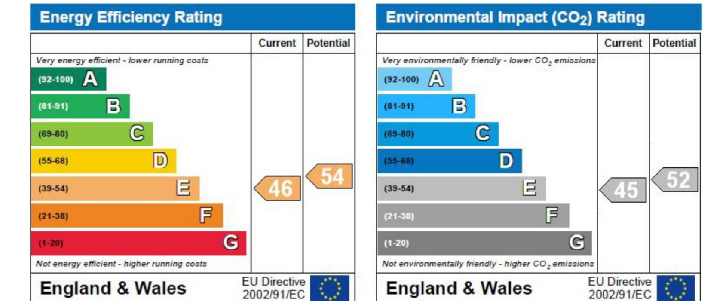 Energy Efficiency Rating
Current Potential
Very energy efficient - lower running costs
(92-100) A
(81-91) B
(69-80) C
(55-68) D
(39-54) E
46
54
(21-38) F
(1-20) G
Not energy efficient - higher running costs
England & Wales
EU Directive
2002/91/EC
Environmental Impact (CO2) Rating
Current Potential
Very environmentally friendly - lower CO2 emissions
(92-100) A
(81-91) B
(69-80) C
(55-68) D
(39-54) E
45
52
(21-38) F
(1-20) G
Not environmentally friendly - higher CO2 emissions
England & Wales
EU Directive
2002/91/EC